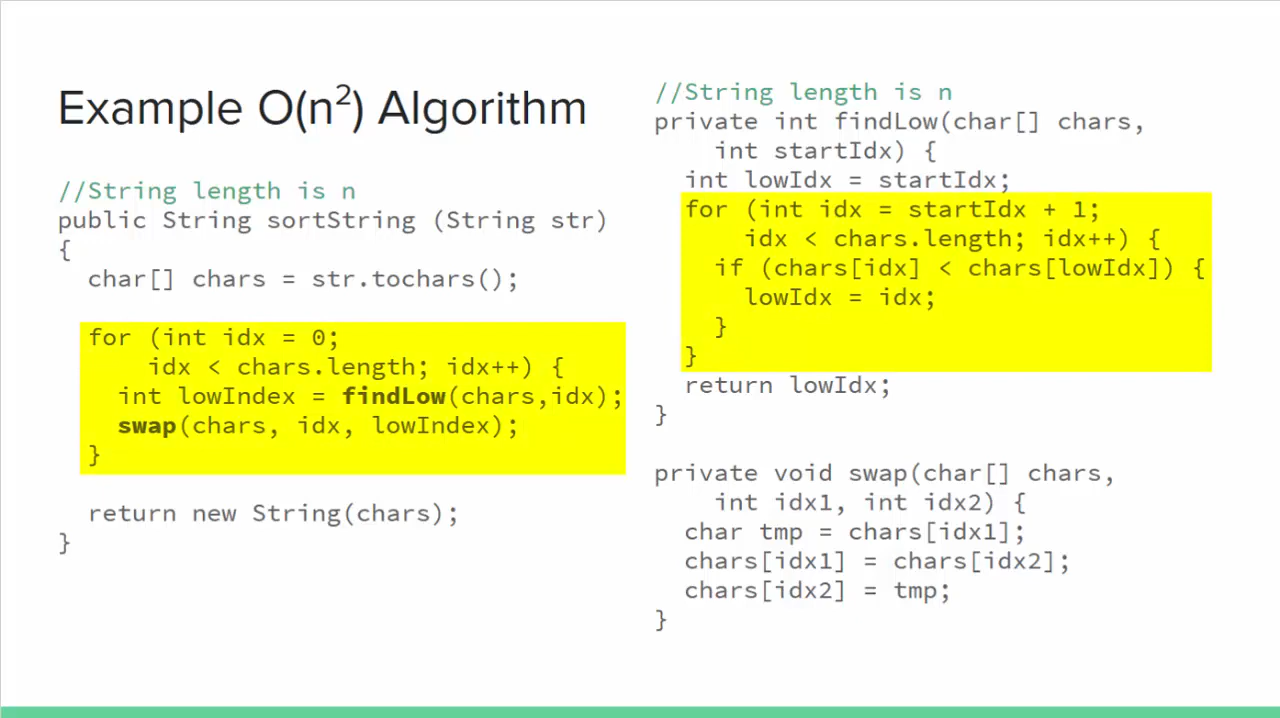 Example O(n²) Algorithm
//String length is n
public String sortString (String str)
{
  char[] chars = str.tochars();
  for (int idx = 0;
      idx < chars.length; idx++) {
    int lowIndex = findLow(chars,idx);
    swap(chars, idx, lowIndex);
  }
  return new String(chars);
}
//String length is n
private int findLow(char[] chars,
    int startIdx) {
  int lowIdx = startIdx;
  for (int idx = startIdx + 1;
      idx < chars.length; idx++) {
    if (chars[idx] < chars[lowIdx]) {
      lowIdx = idx;
    }
  }
  return lowIdx;
}
private void swap(char[] chars,
    int idx1, int idx2) {
  char tmp = chars[idx1];
  chars[idx1] = chars[idx2];
  chars[idx2] = tmp;
}